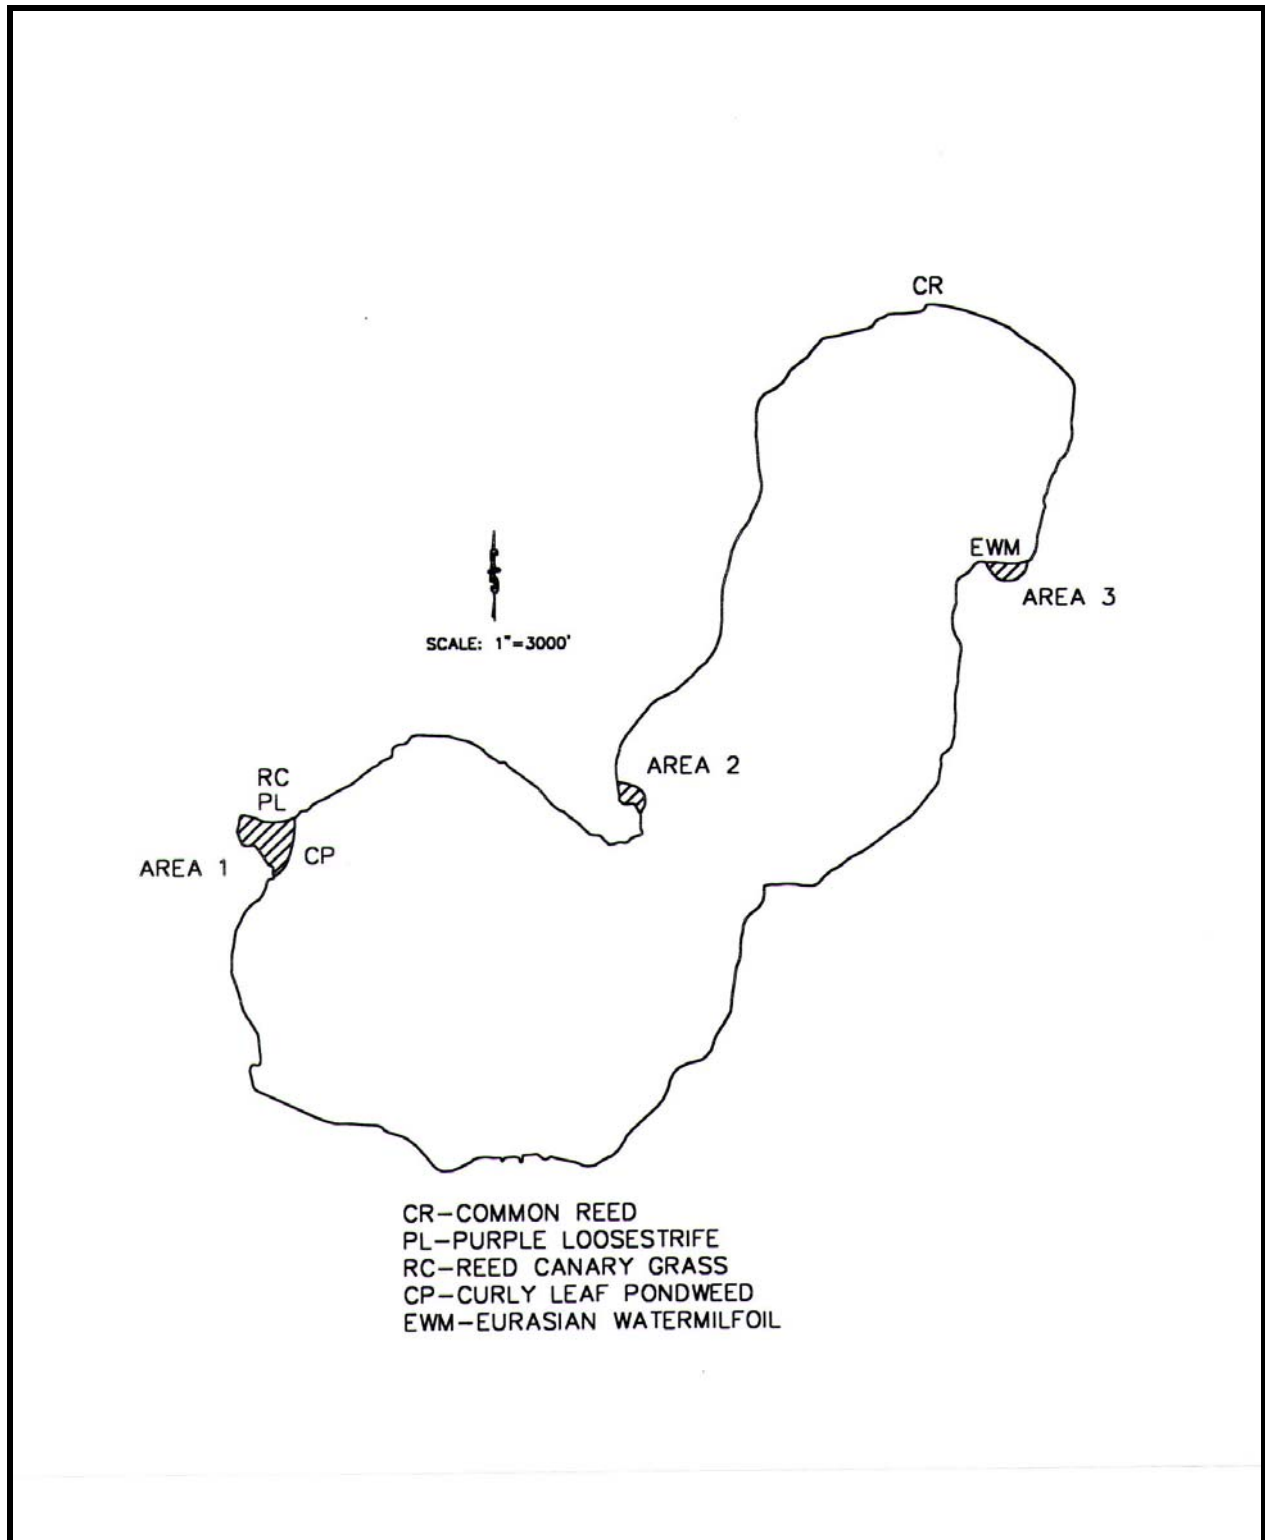 CR
EWM
AREA 3
SCALE: 1"=3000'
AREA 2
RC
PL
CP
AREA 1
CR-COMMON REED
PL-PURPLE LOOSESTRIFE
RC-REED CANARY GRASS
CP-CURLY LEAF PONDWEED
EWM-EURASIAN WATERMILFOIL